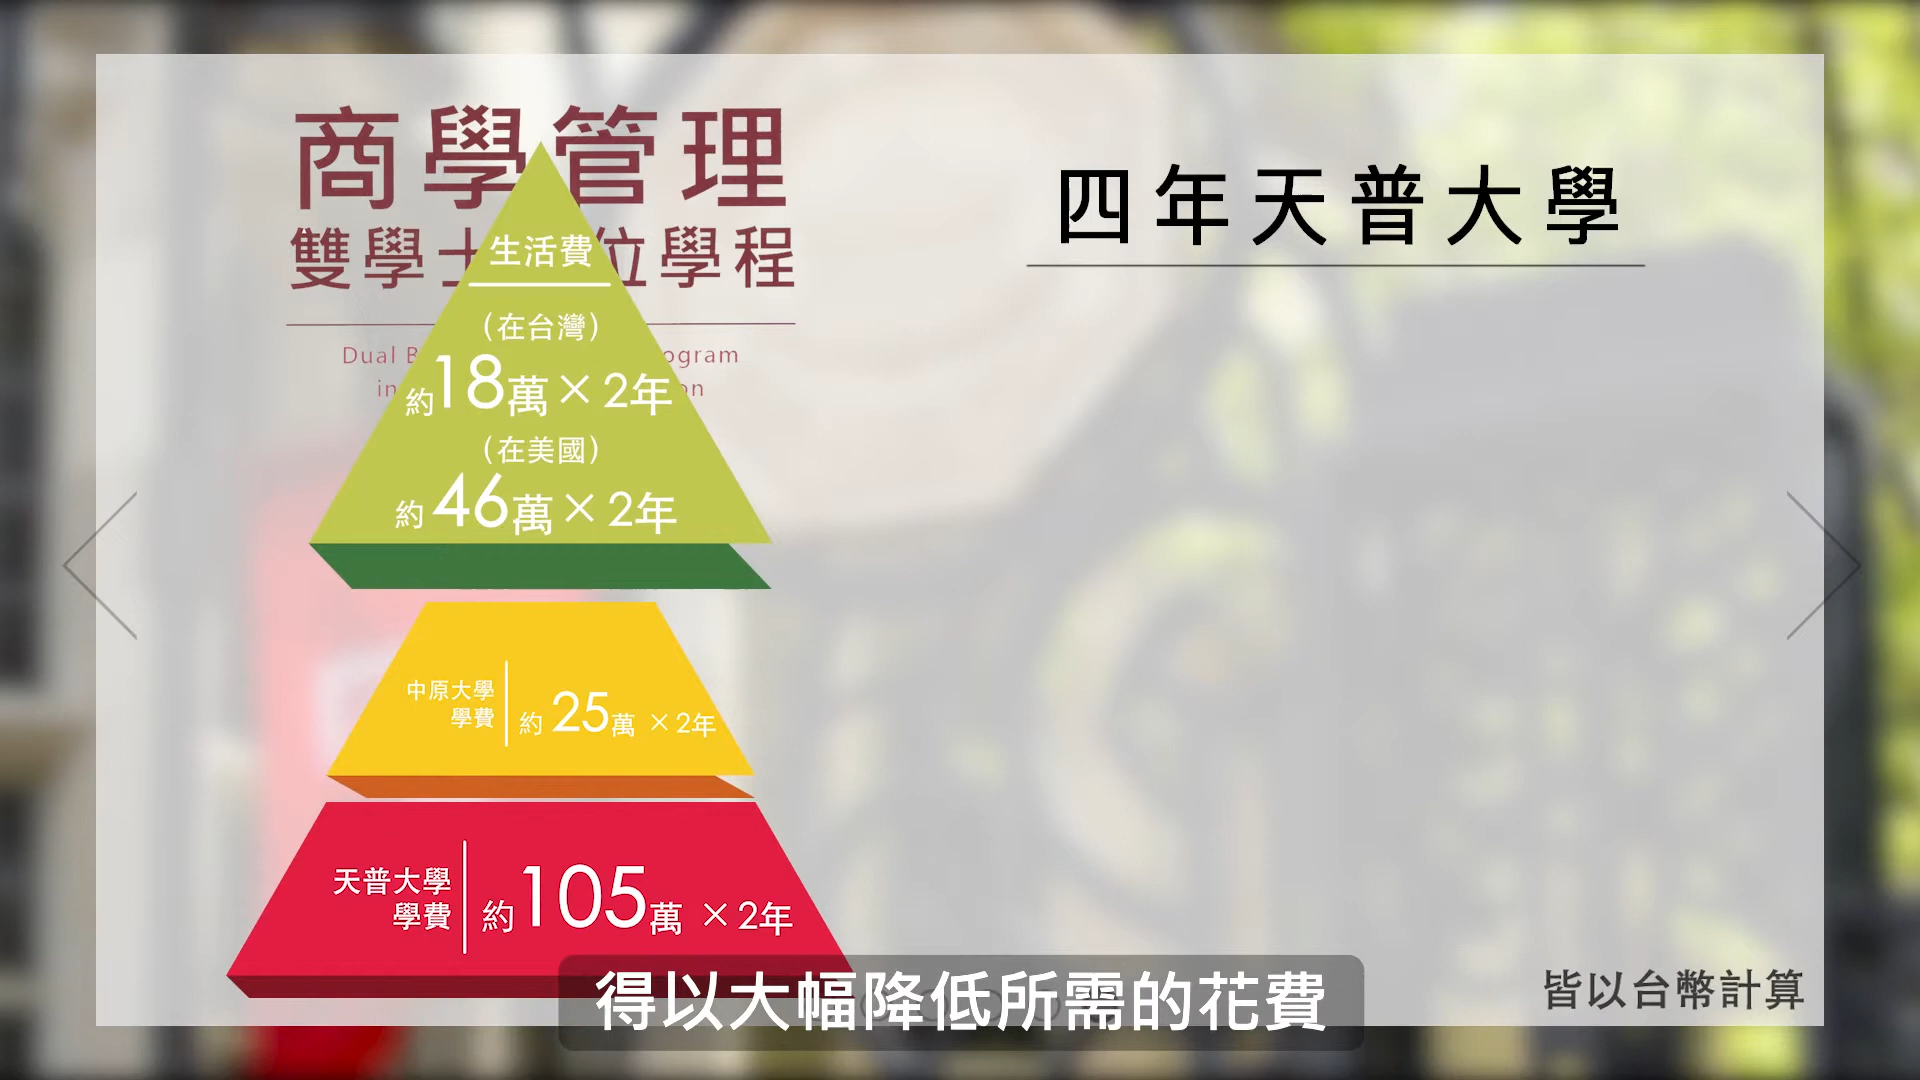 商學管理
雙學士 位學程
Dual B ogram
in on
生活費
（在台灣）
約18萬×2年
（在美國）
約46萬×2年
中原大學
學費
約25萬×2年
天普大學
學費
約105萬×2年
四年天普大學
得以大幅降低所需的花費
皆以台幣計算